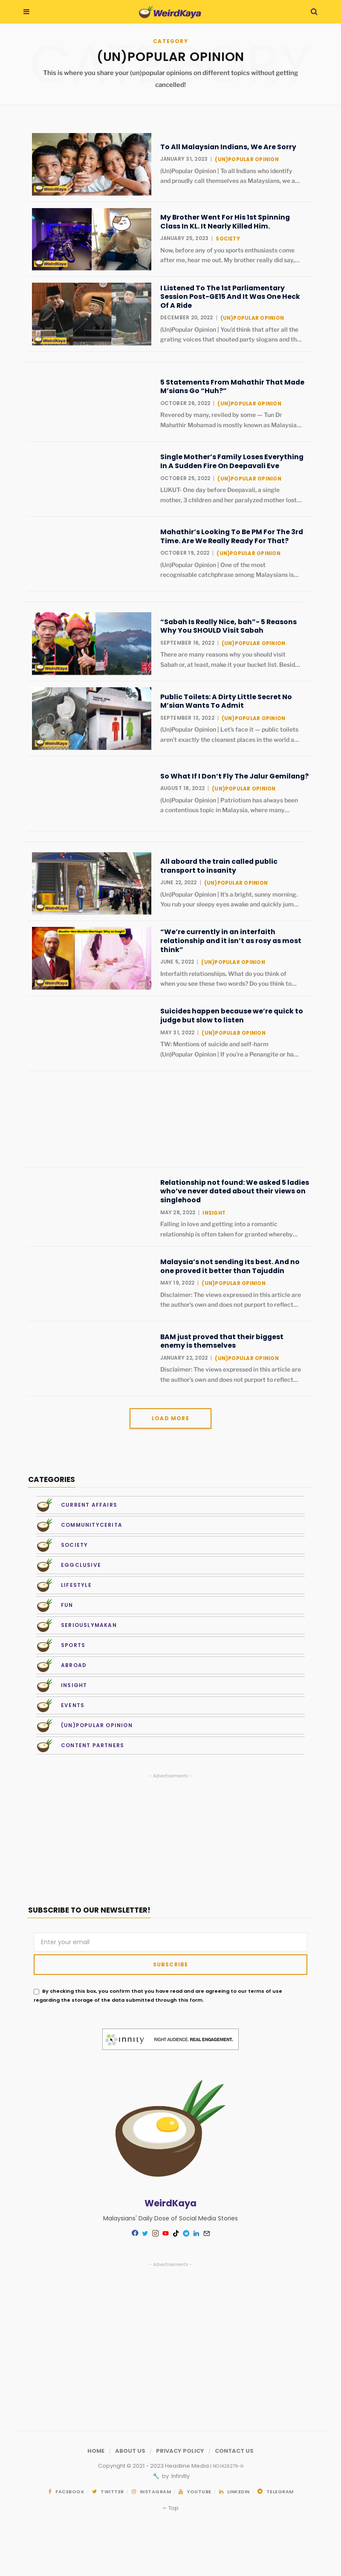 WeirdKaya
CATEGORY
(UN)POPULAR OPINION
This is where you share your (un)popular opinions on different topics without getting
cancelled!
To All Malaysian Indians, We Are Sorry
JANUARY 31, 2023 | (UN)POPULAR OPINION
(Un)Popular Opinion | To all Indians who identify
and proudly call themselves as Malaysians, we a...
My Brother Went For His 1st Spinning
Class In KL. It Nearly Killed Him.
JANUARY 25, 2023 | SOCIETY
Now, before any of you sports enthusiasts come
after me, hear me out. My brother really did say,...
I Listened To The 1st Parliamentary
Session Post-GE15 And It Was One Heck
Of A Ride
DECEMBER 20, 2022 | (UN)POPULAR OPINION
(Un)Popular Opinion | You'd think that after all the
grating voices that shouted party slogans and th...
5 Statements From Mahathir That Made
M'sians Go "Huh?"
OCTOBER 26, 2022 | (UN)POPULAR OPINION
Revered by many, reviled by some — Tun Dr
Mahathir Mohamad is mostly known as Malaysia...
Single Mother's Family Loses Everything
In A Sudden Fire On Deepavali Eve
OCTOBER 25, 2022 | (UN)POPULAR OPINION
LUKUT- One day before Deepavali, a single
mother, 3 children and her paralyzed mother lost...
Mahathir's Looking To Be PM For The 3rd
Time. Are We Really Ready For That?
OCTOBER 19, 2022 | (UN)POPULAR OPINION
(Un)Popular Opinion | One of the most
recognisable catchphrase among Malaysians is...
"Sabah Is Really Nice, bah"- 5 Reasons
Why You SHOULD Visit Sabah
SEPTEMBER 16, 2022 | (UN)POPULAR OPINION
There are many reasons why you should visit
Sabah or, at least, make it your bucket list. Besid...
Public Toilets: A Dirty Little Secret No
M'sian Wants To Admit
SEPTEMBER 13, 2022 | (UN)POPULAR OPINION
(Un)Popular Opinion | Let's face it — public toilets
aren't exactly the cleanest places in the world a...
So What If I Don't Fly The Jalur Gemilang?
AUGUST 18, 2022 | (UN)POPULAR OPINION
(Un)Popular Opinion | Patriotism has always been
a contentious topic in Malaysia, where many...
All aboard the train called public
transport to insanity
JUNE 22, 2022 | (UN)POPULAR OPINION
(Un)Popular Opinion | It's a bright, sunny morning.
You rub your sleepy eyes awake and quickly jum...
"We're currently in an interfaith
relationship and it isn't as rosy as most
think"
JUNE 5, 2022 | (UN)POPULAR OPINION
Interfaith relationships. What do you think of
when you see these two words? Do you think to...
Suicides happen because we're quick to
judge but slow to listen
MAY 31, 2022 | (UN)POPULAR OPINION
TW: Mentions of suicide and self-harm
(Un)Popular Opinion | If you're a Penangite or ha...
Relationship not found: We asked 5 ladies
who've never dated about their views on
singlehood
MAY 28, 2022 | INSIGHT
Falling in love and getting into a romantic
relationship is often taken for granted whereby...
Malaysia's not sending its best. And no
one proved it better than Tajuddin
MAY 19, 2022 | (UN)POPULAR OPINION
Disclaimer: The views expressed in this article are
the author's own and does not purport to reflect...
BAM just proved that their biggest
enemy is themselves
JANUARY 22, 2022 | (UN)POPULAR OPINION
Disclaimer: The views expressed in this article are
the author's own and does not purport to reflect...
LOAD MORE
CATEGORIES
CURRENT AFFAIRS
COMMUNITYCERITA
SOCIETY
EGGCLUSIVE
LIFESTYLE
FUN
SERIOUSLYMAKAN
SPORTS
ABROAD
INSIGHT
EVENTS
(UN)POPULAR OPINION
CONTENT PARTNERS
- Advertisements -
SUBSCRIBE TO OUR NEWSLETTER!
Enter your email
SUBSCRIBE
By checking this box, you confirm that you have read and are agreeing to our terms of use
regarding the storage of the data submitted through this form.
innity RIGHT AUDIENCE. REAL ENGAGEMENT.
WeirdKaya
Malaysians' Daily Dose of Social Media Stories
- Advertisements -
HOME / ABOUT US / PRIVACY POLICY / CONTACT US
Copyright © 2021 - 2023 Headline Media
by Infinitly
FACEBOOK TWITTER INSTAGRAM YOUTUBE LINKEDIN TELEGRAM
Top